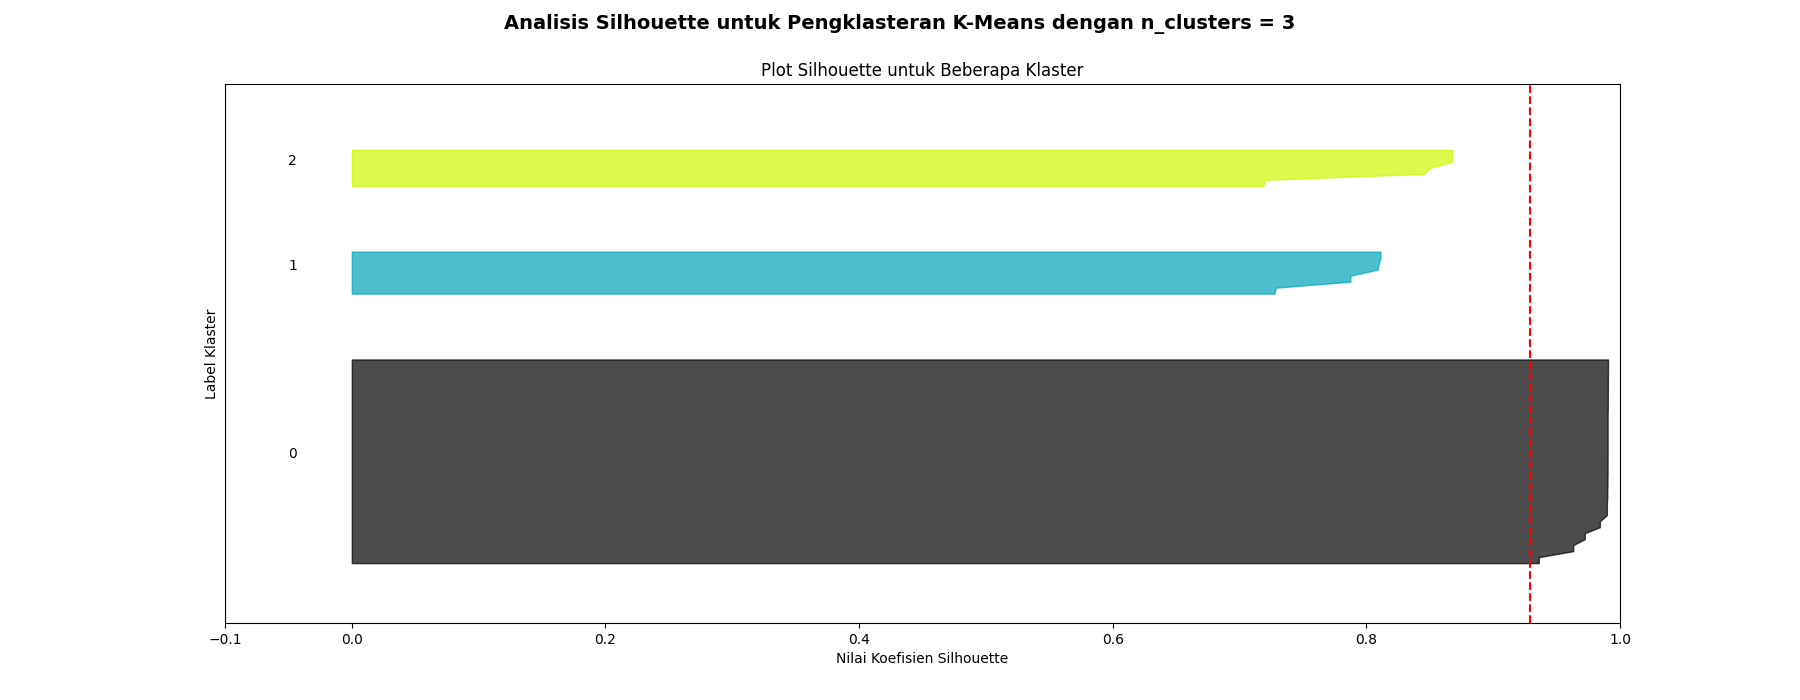 Analisis Silhouette untuk Pengklasteran K-Means dengan n_clusters = 3
Plot Silhouette untuk Beberapa Klaster
2
1
0
Label Klaster
−0.1 0.0 0.2 0.4 0.6 0.8 1.0
Nilai Koefisien Silhouette